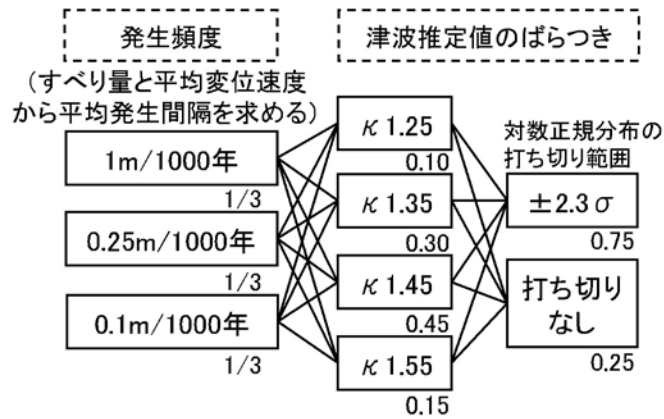 発生頻度
津波推定値のばらつき
(すべり量と平均変位速度
から平均発生間隔を求める)
1m/1000年
1/3
0.25m/1000年
1/3
0.1m/1000年
1/3
κ1.25
0.10
κ1.35
0.30
κ1.45
0.45
κ1.55
0.15
対数正規分布の
打ち切り範囲
±2.3σ
0.75
打ち切り
なし
0.25